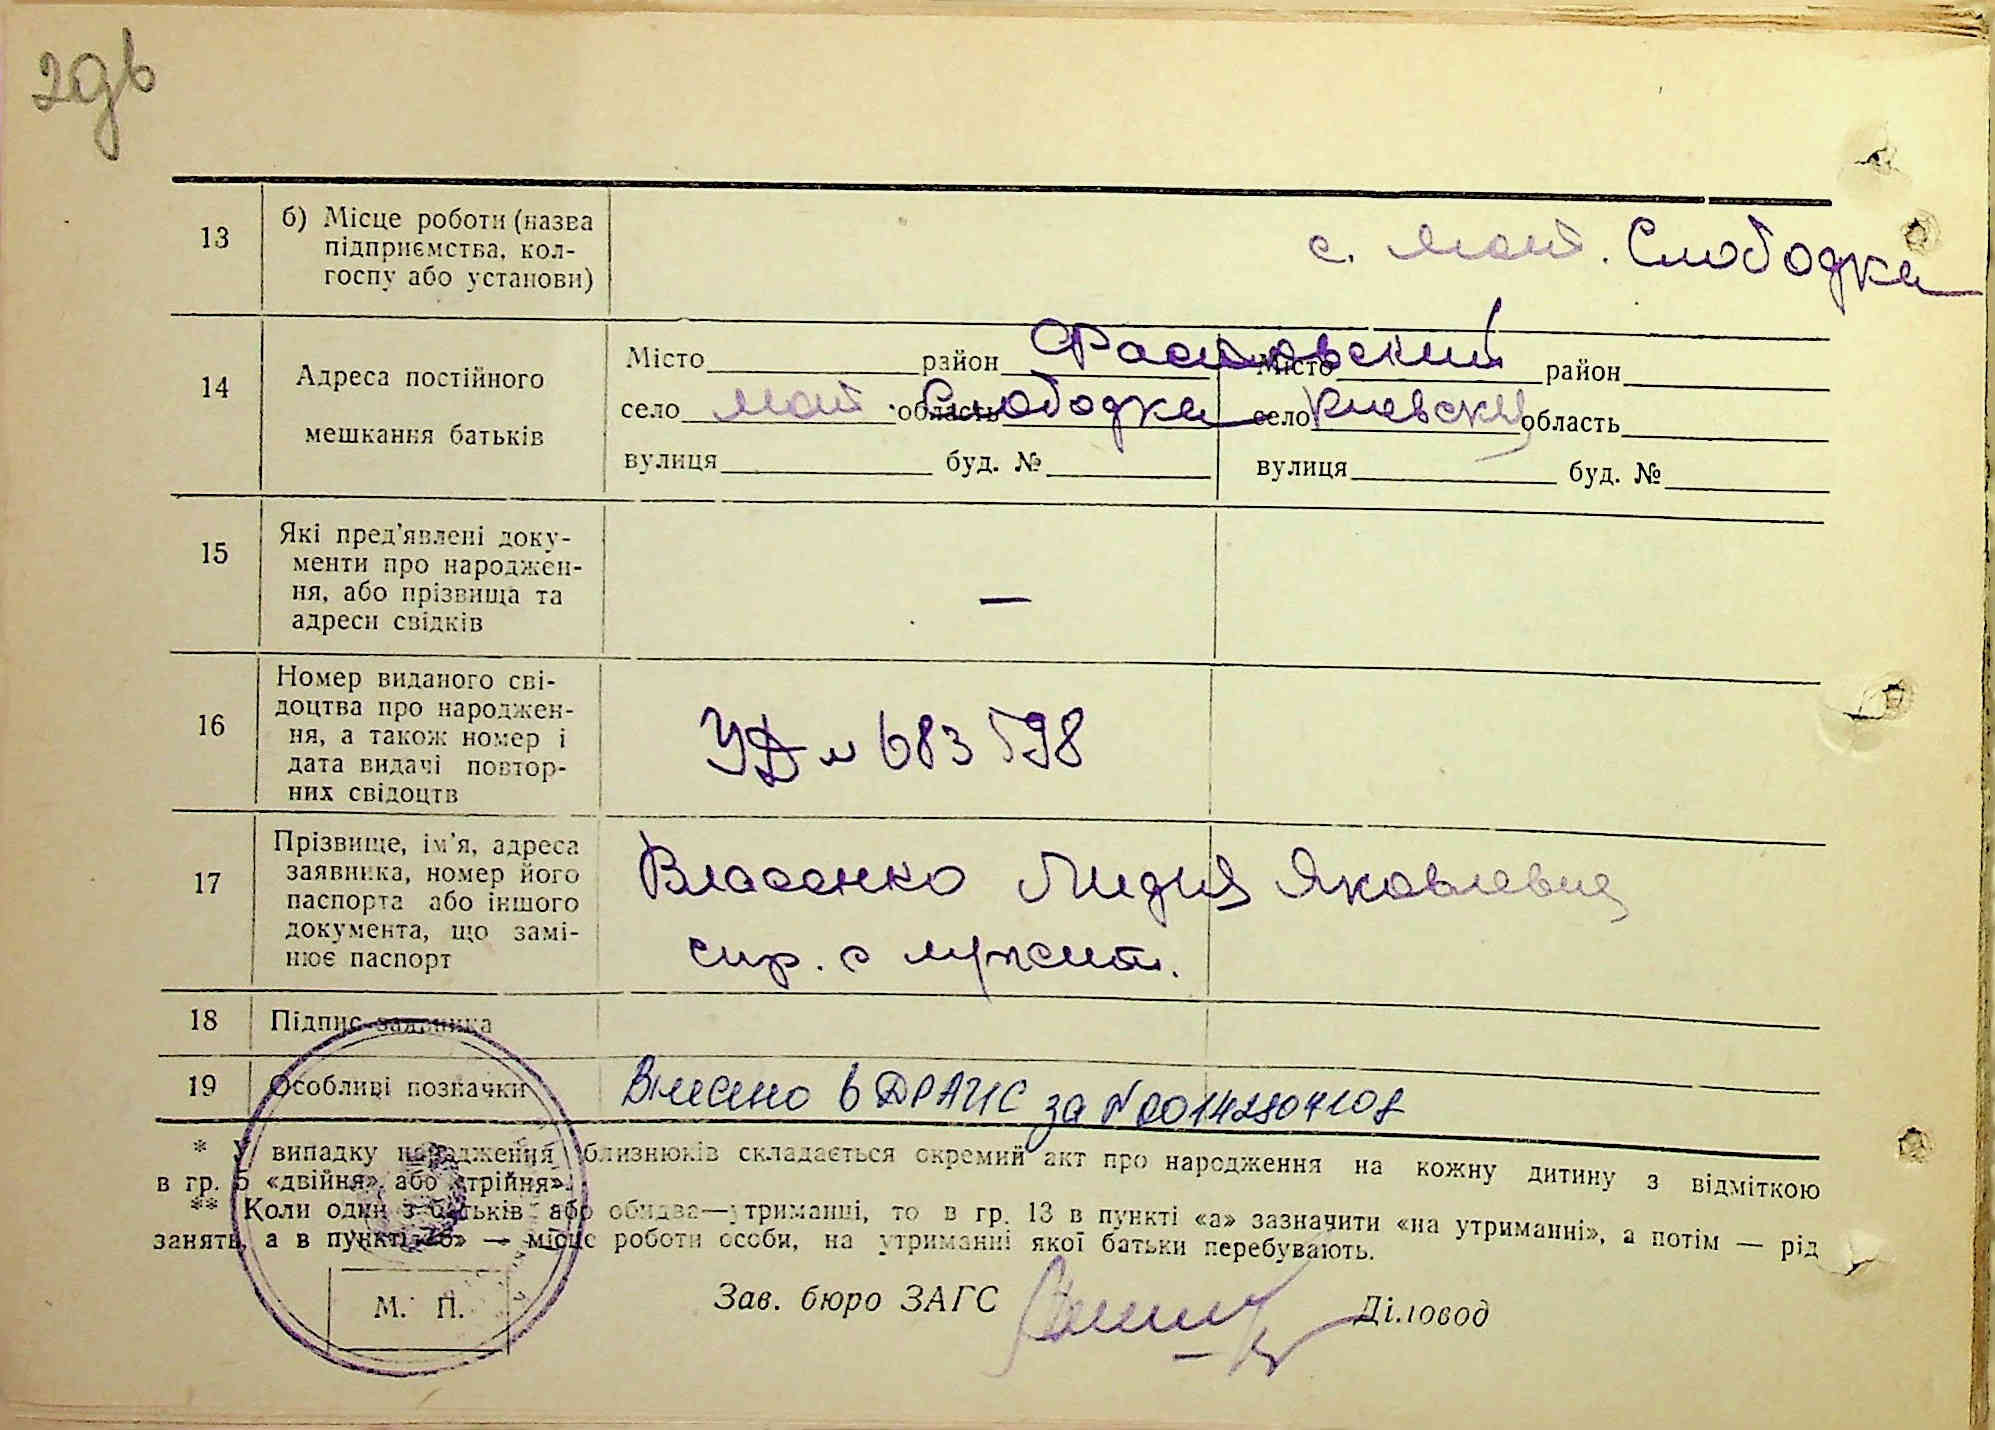 2дв
13 б) Місце роботи (назва
підприємства, кол-
госпу або установи)
с. мот. Слободка
14 Адреса постійного
мешкання батьків
Місто район Фастовский Місто район
село мот. Слободка область село Киевск область
вулиця буд. № вулиця буд. №
15 Які пред'явлені доку-
менти про народжен-
ня, або прізвища та
адреси свідків
—
16 Номер виданого сві-
доцтва про народжен-
ня, а також номер і
дата видачі повтор-
них свідоцтв
УД № 683598
17 Прізвище, ім'я, адреса
заявника, номер його
паспорта або іншого
документа, що замі-
нює паспорт
Власенко Лидия Яковлевна
спр. с
18 Підпис заявника
19 Особливі позначки
Внесено в ДРАЦС за N00142807108
* У випадку народження близнюків складається окремий акт про народження на кожну дитину з відміткою
в гр. 5 «двійня» або «трійня».
** Коли один з батьків або обидва—утриманці, то в гр. 13 в пункті «а» зазначити «на утриманні», а потім — рід
занять, а в пункті «б» — місце роботи особи, на утриманні якої батьки перебувають.
М. П.
Зав. бюро ЗАГС Діловод